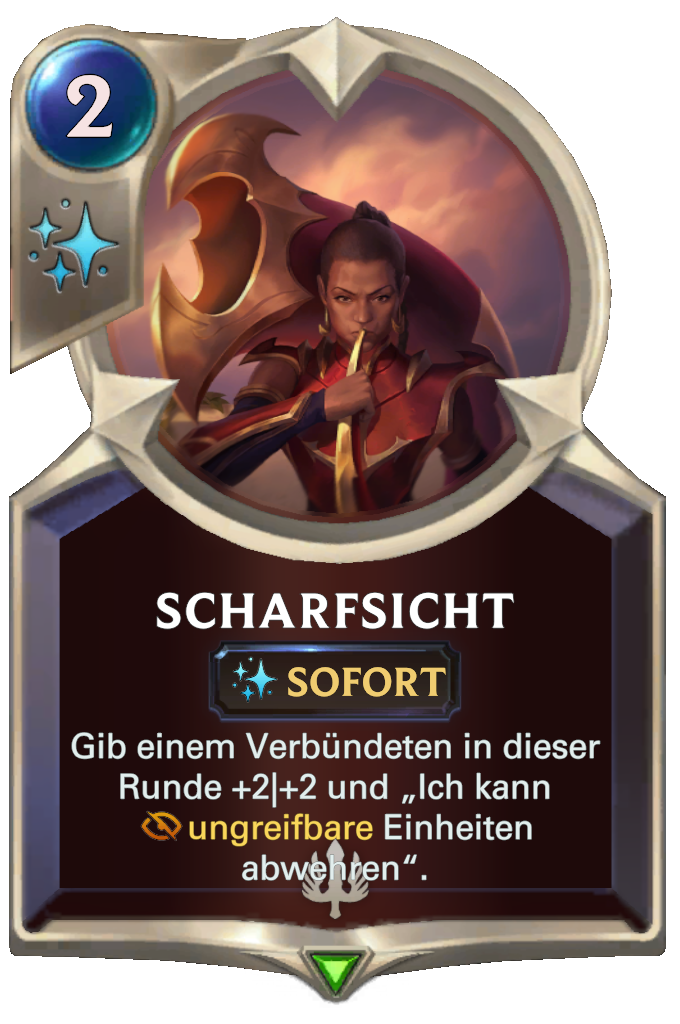 2
SCHARFSICHT
SOFORT
Gib einem Verbündeten in dieser
Runde +2|+2 und „Ich kann
ungreifbare Einheiten
abwehren“.